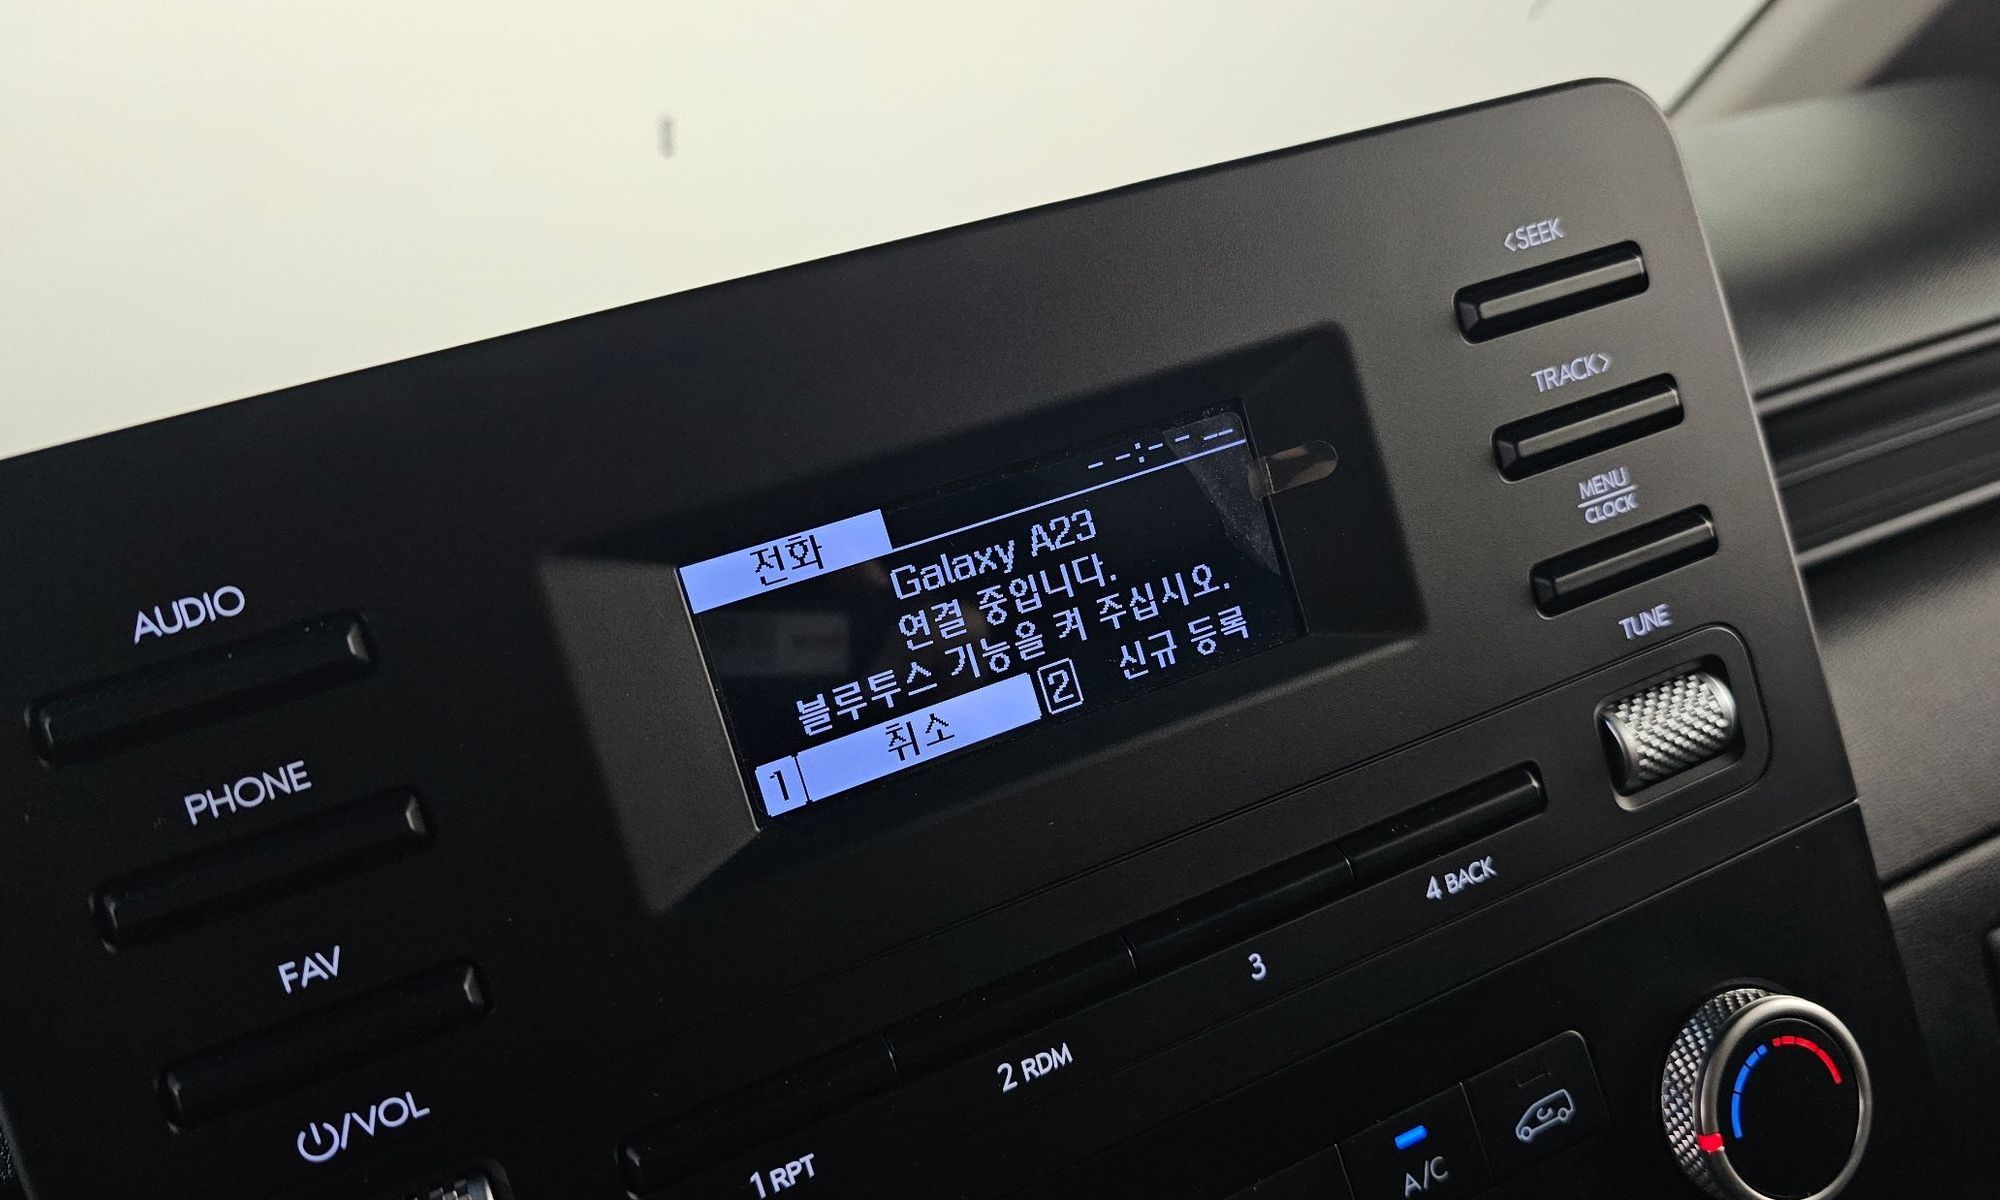 <SEEK
TRACK>
MENU
CLOCK
TUNE
AUDIO
PHONE
FAV
/VOL
--:-- --
전화
Galaxy A23
연결 중입니다.
블루투스 기능을 켜 주십시오.
1 취소 2 신규 등록
1 RPT
2 RDM
3
4 BACK
A/C